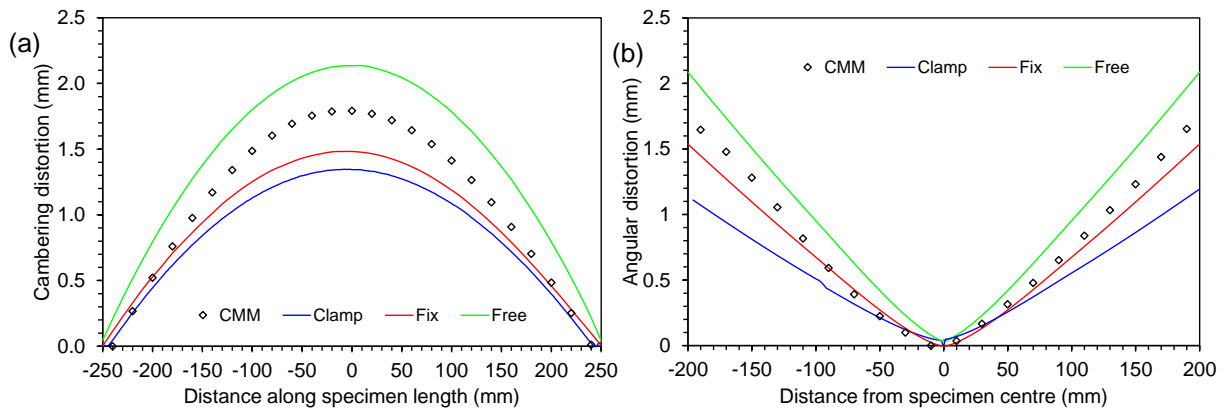 (a)
Cambering distortion (mm)
2.5
2.0
1.5
1.0
0.5
0.0
CMM Clamp Fix Free
-250 -200 -150 -100 -50 0 50 100 150 200 250
Distance along specimen length (mm)
(b)
Angular distortion (mm)
2.5
2.0
1.5
1.0
0.5
0
CMM Clamp Fix Free
-200 -150 -100 -50 0 50 100 150 200
Distance from specimen centre (mm)